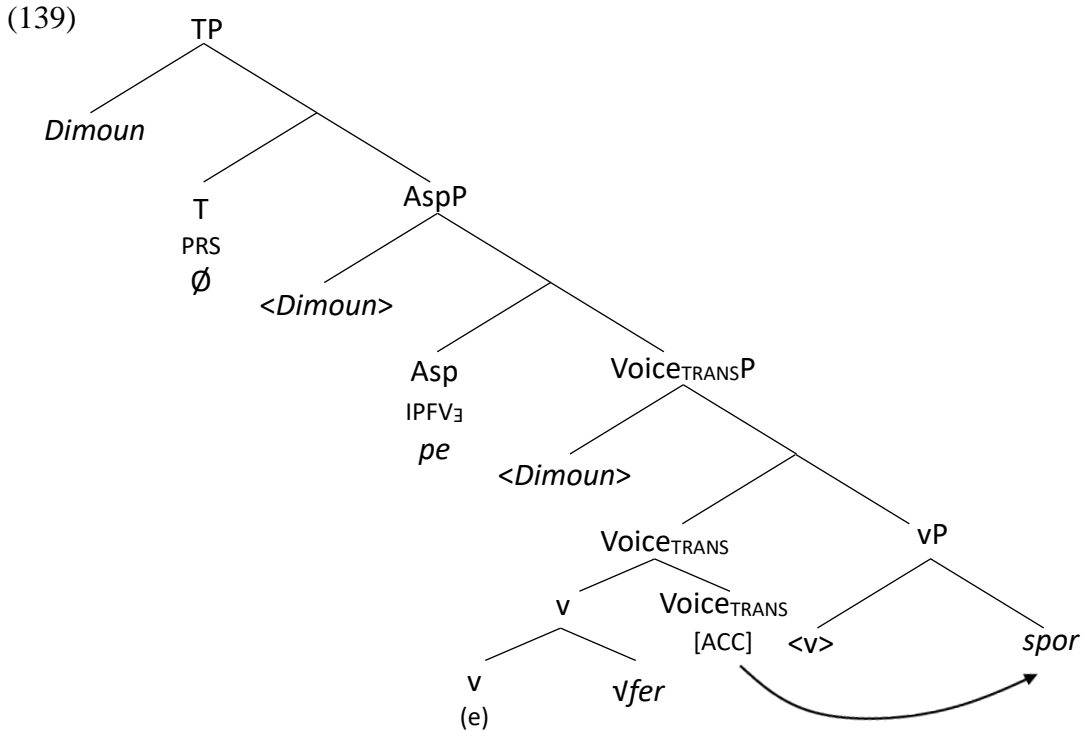 (139)
TP
Dimoun
T
PRS
Ø
AspP
<Dimoun>
Asp
IPFV∃
pe
VoiceTRANSP
<Dimoun>
VoiceTRANS
vP
v
VoiceTRANS
[ACC]
<v>
spor
v
(e)
√fer